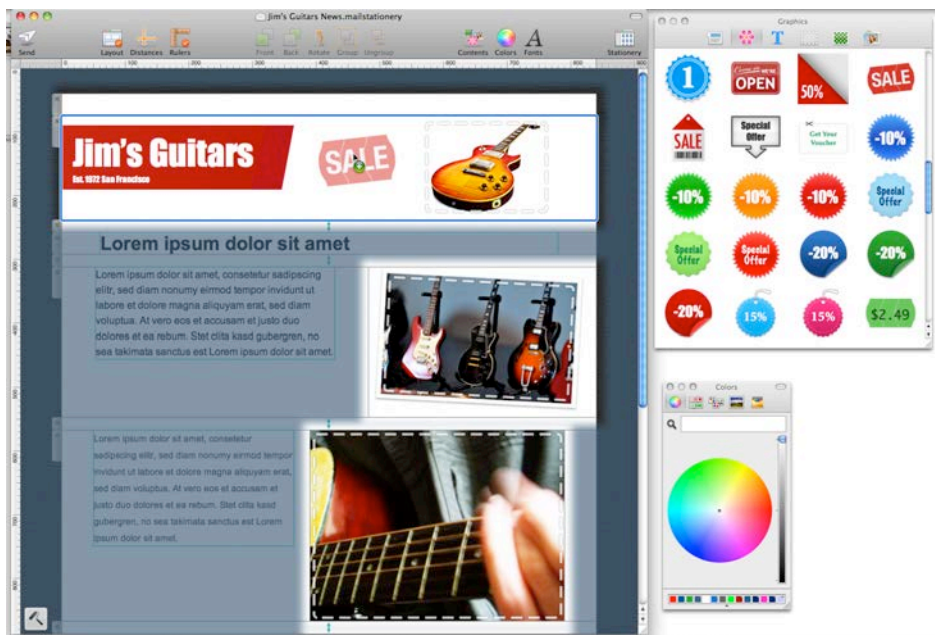 Jim's Guitars News.mailstationery
Send
Layout
Distances
Rulers
Front
Back
Rotate
Group
Ungroup
Contents
Colors
Fonts
Stationery
Jim's Guitars
Est. 1972 San Francisco
SALE
Lorem ipsum dolor sit amet
Lorem ipsum dolor sit amet, consetetur sadipscing
elitr, sed diam nonumy eirmod tempor invidunt ut
labore et dolore magna aliquyam erat, sed diam
voluptua. At vero eos et accusam et justo duo
dolores et ea rebum. Stet clita kasd gubergren, no
sea takimata sanctus est Lorem ipsum dolor sit amet.
Lorem ipsum dolor sit amet, consetetur
sadipscing elitr, sed diam nonumy eirmod tempor
invidunt ut labore et dolore magna aliquyam erat,
sed diam voluptua. At vero eos et accusam et
justo duo dolores et ea rebum. Stet clita kasd
gubergren, no sea takimata sanctus est Lorem
ipsum dolor sit amet.
Graphics
T
1
Come in WE'RE
OPEN
50%
SALE
SALE
Special
Offer
Get Your
Voucher
-10%
-10%
-10%
-10%
Special
Offer
Special
Offer
Special
Offer
-20%
-20%
-20%
15%
15%
$2.49
Colors